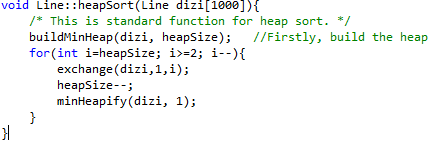 void Line::heapSort(Line dizi[1000]){
    /* This is standard function for heap sort. */
    buildMinHeap(dizi, heapSize);   //Firstly, build the heap
    for(int i=heapSize; i>=2; i--){
        exchange(dizi,1,i);
        heapSize--;
        minHeapify(dizi, 1);
    }
}